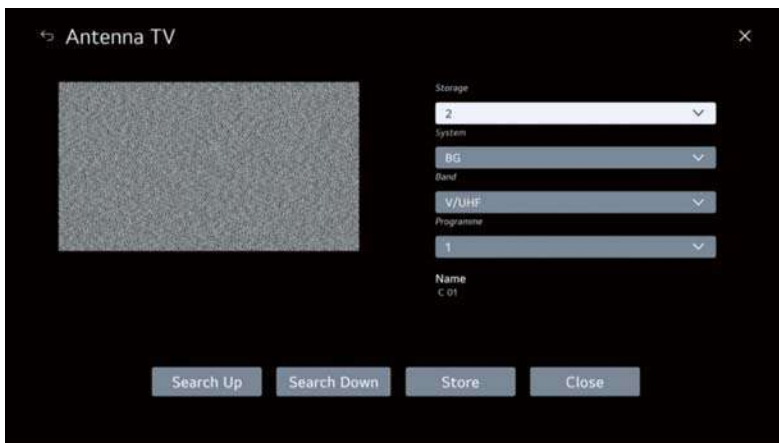 Antenna TV
Storage
2
System
BG
Band
V/UHF
Programme
1
Name
C 01
Search Up Search Down Store Close